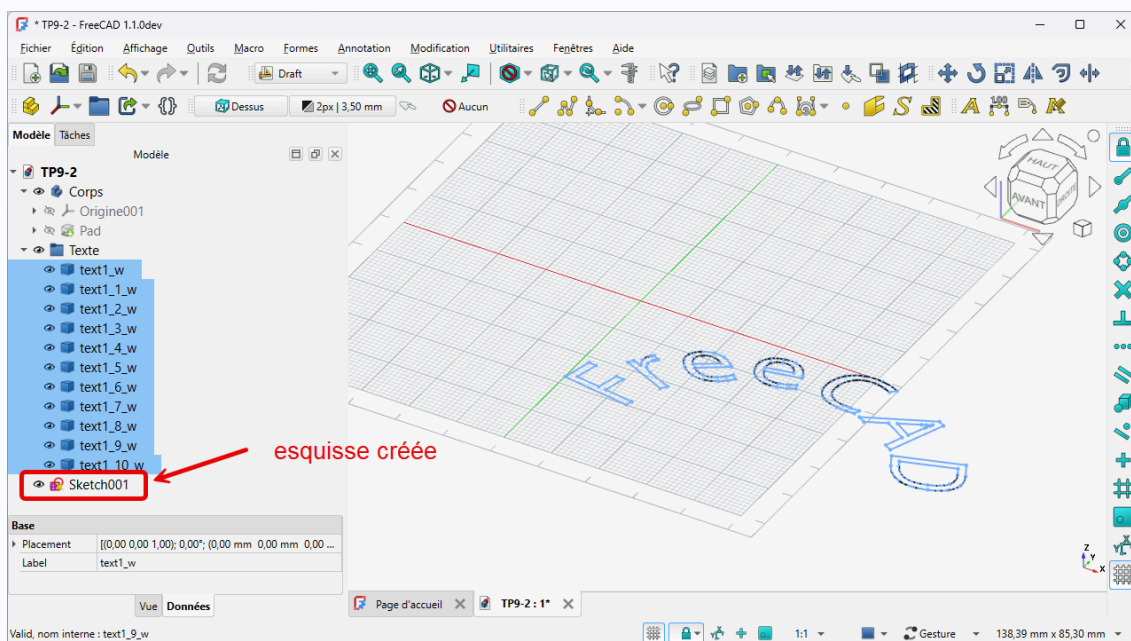 * TP9-2 - FreeCAD 1.1.0dev
Fichier Édition Affichage Outils Macro Formes Annotation Modification Utilitaires Fenêtres Aide
Draft
Dessus 2px | 3,50 mm Aucun
Modèle Tâches
Modèle
TP9-2
Corps
Origine001
Pad
Texte
text1_w
text1_1_w
text1_2_w
text1_3_w
text1_4_w
text1_5_w
text1_6_w
text1_7_w
text1_8_w
text1_9_w
text1_10_w
Sketch001
esquisse créée
HAUT
AVANT
DROITE
FreeCAD
Base
Placement [(0,00 0,00 1,00); 0,00°; (0,00 mm 0,00 mm 0,00 ...
Label text1_w
Z
Y
X
Vue Données
Page d'accueil TP9-2 : 1*
Valid, nom interne : text1_9_w
1:1 Gesture 138,39 mm x 85,30 mm